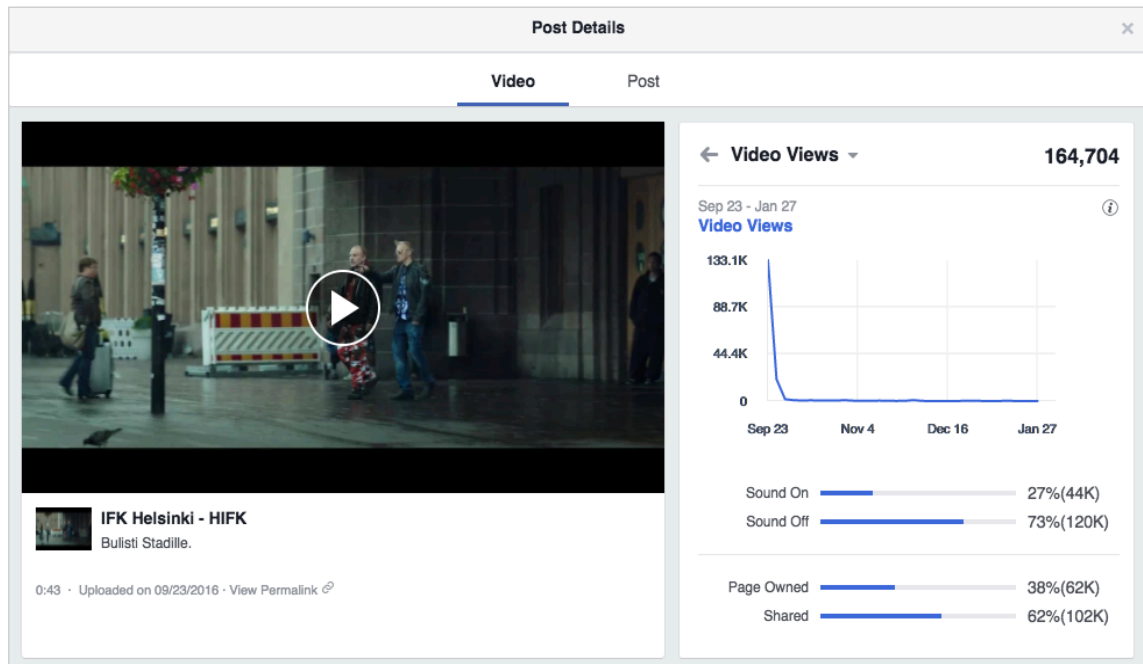 Post Details
×
Video Post
Video Views
164,704
Sep 23 - Jan 27
Video Views
133.1K
88.7K
44.4K
0
Sep 23 Nov 4 Dec 16 Jan 27
Sound On 27%(44K)
Sound Off 73%(120K)
Page Owned 38%(62K)
Shared 62%(102K)
IFK Helsinki - HIFK
Bulisti Stadille.
0:43 · Uploaded on 09/23/2016 · View Permalink